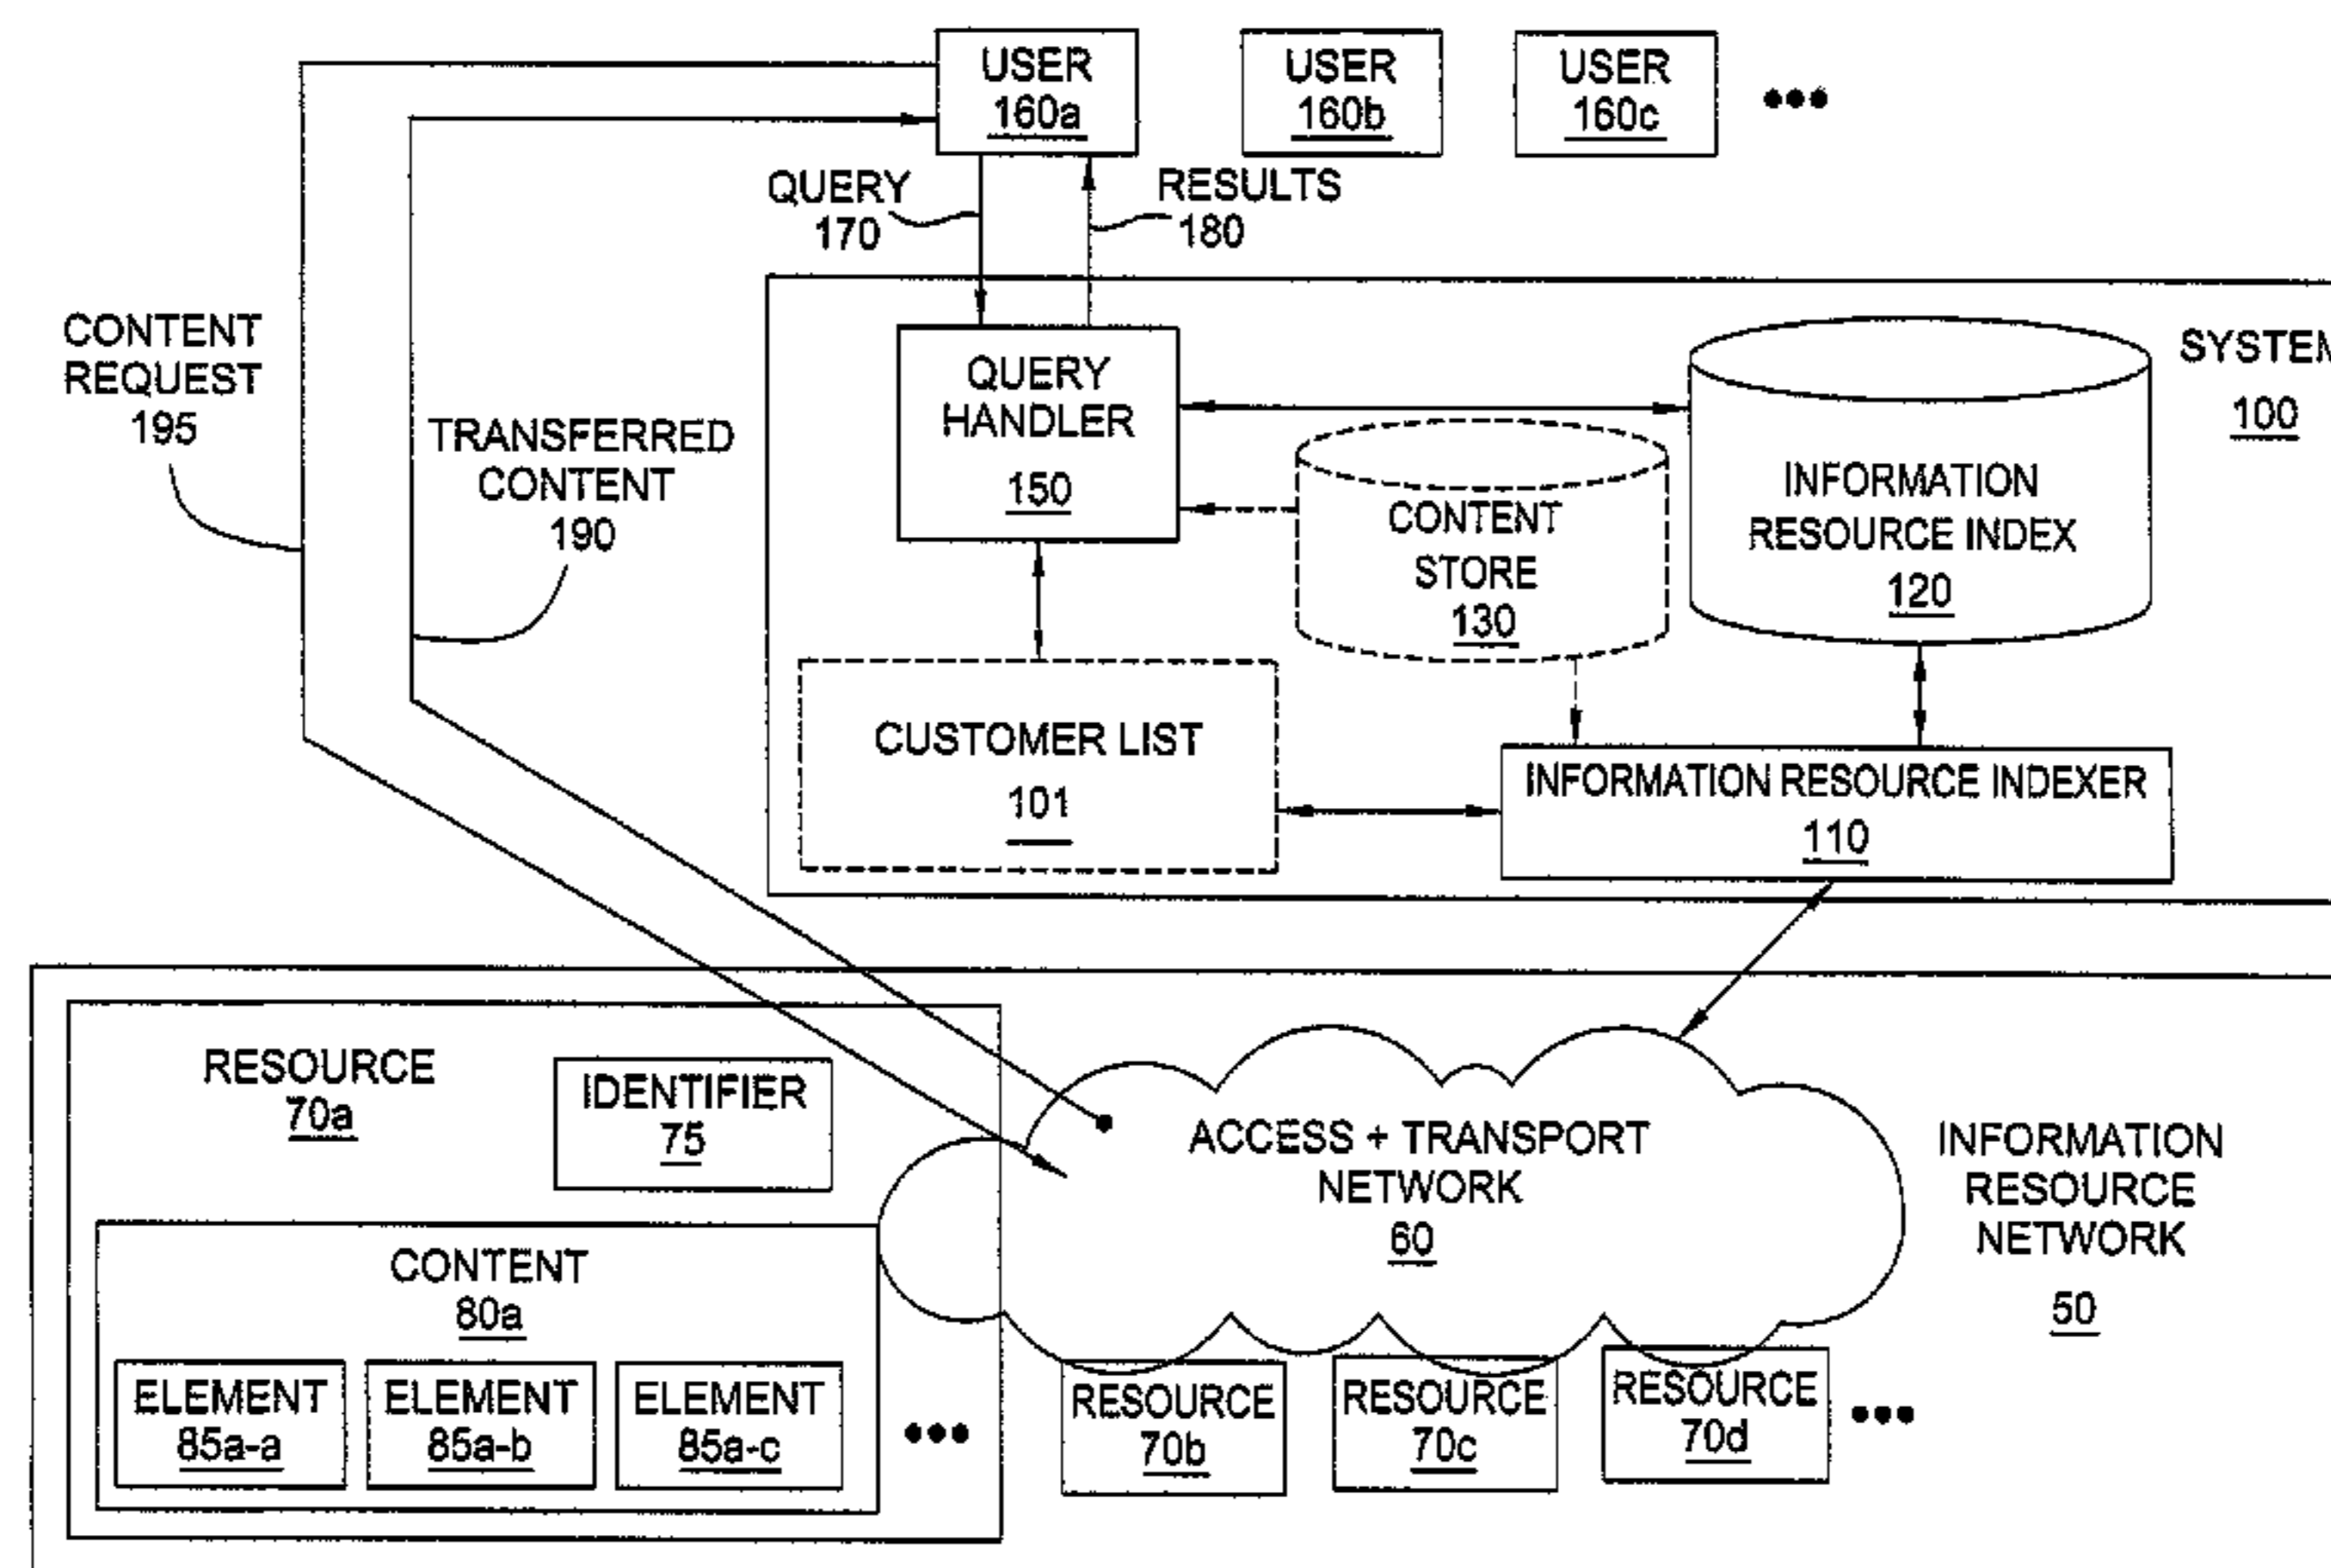 USER
160a
USER
160b
USER
160c
QUERY
170
RESULTS
180
CONTENT
REQUEST
195
TRANSFERRED
CONTENT
190
QUERY
HANDLER
150
CONTENT
STORE
130
INFORMATION
RESOURCE INDEX
120
SYSTEM
100
CUSTOMER LIST
101
INFORMATION RESOURCE INDEXER
110
RESOURCE
70a
IDENTIFIER
75
CONTENT
80a
ELEMENT
85a-a
ELEMENT
85a-b
ELEMENT
85a-c
ACCESS + TRANSPORT
NETWORK
60
INFORMATION
RESOURCE
NETWORK
50
RESOURCE
70b
RESOURCE
70c
RESOURCE
70d